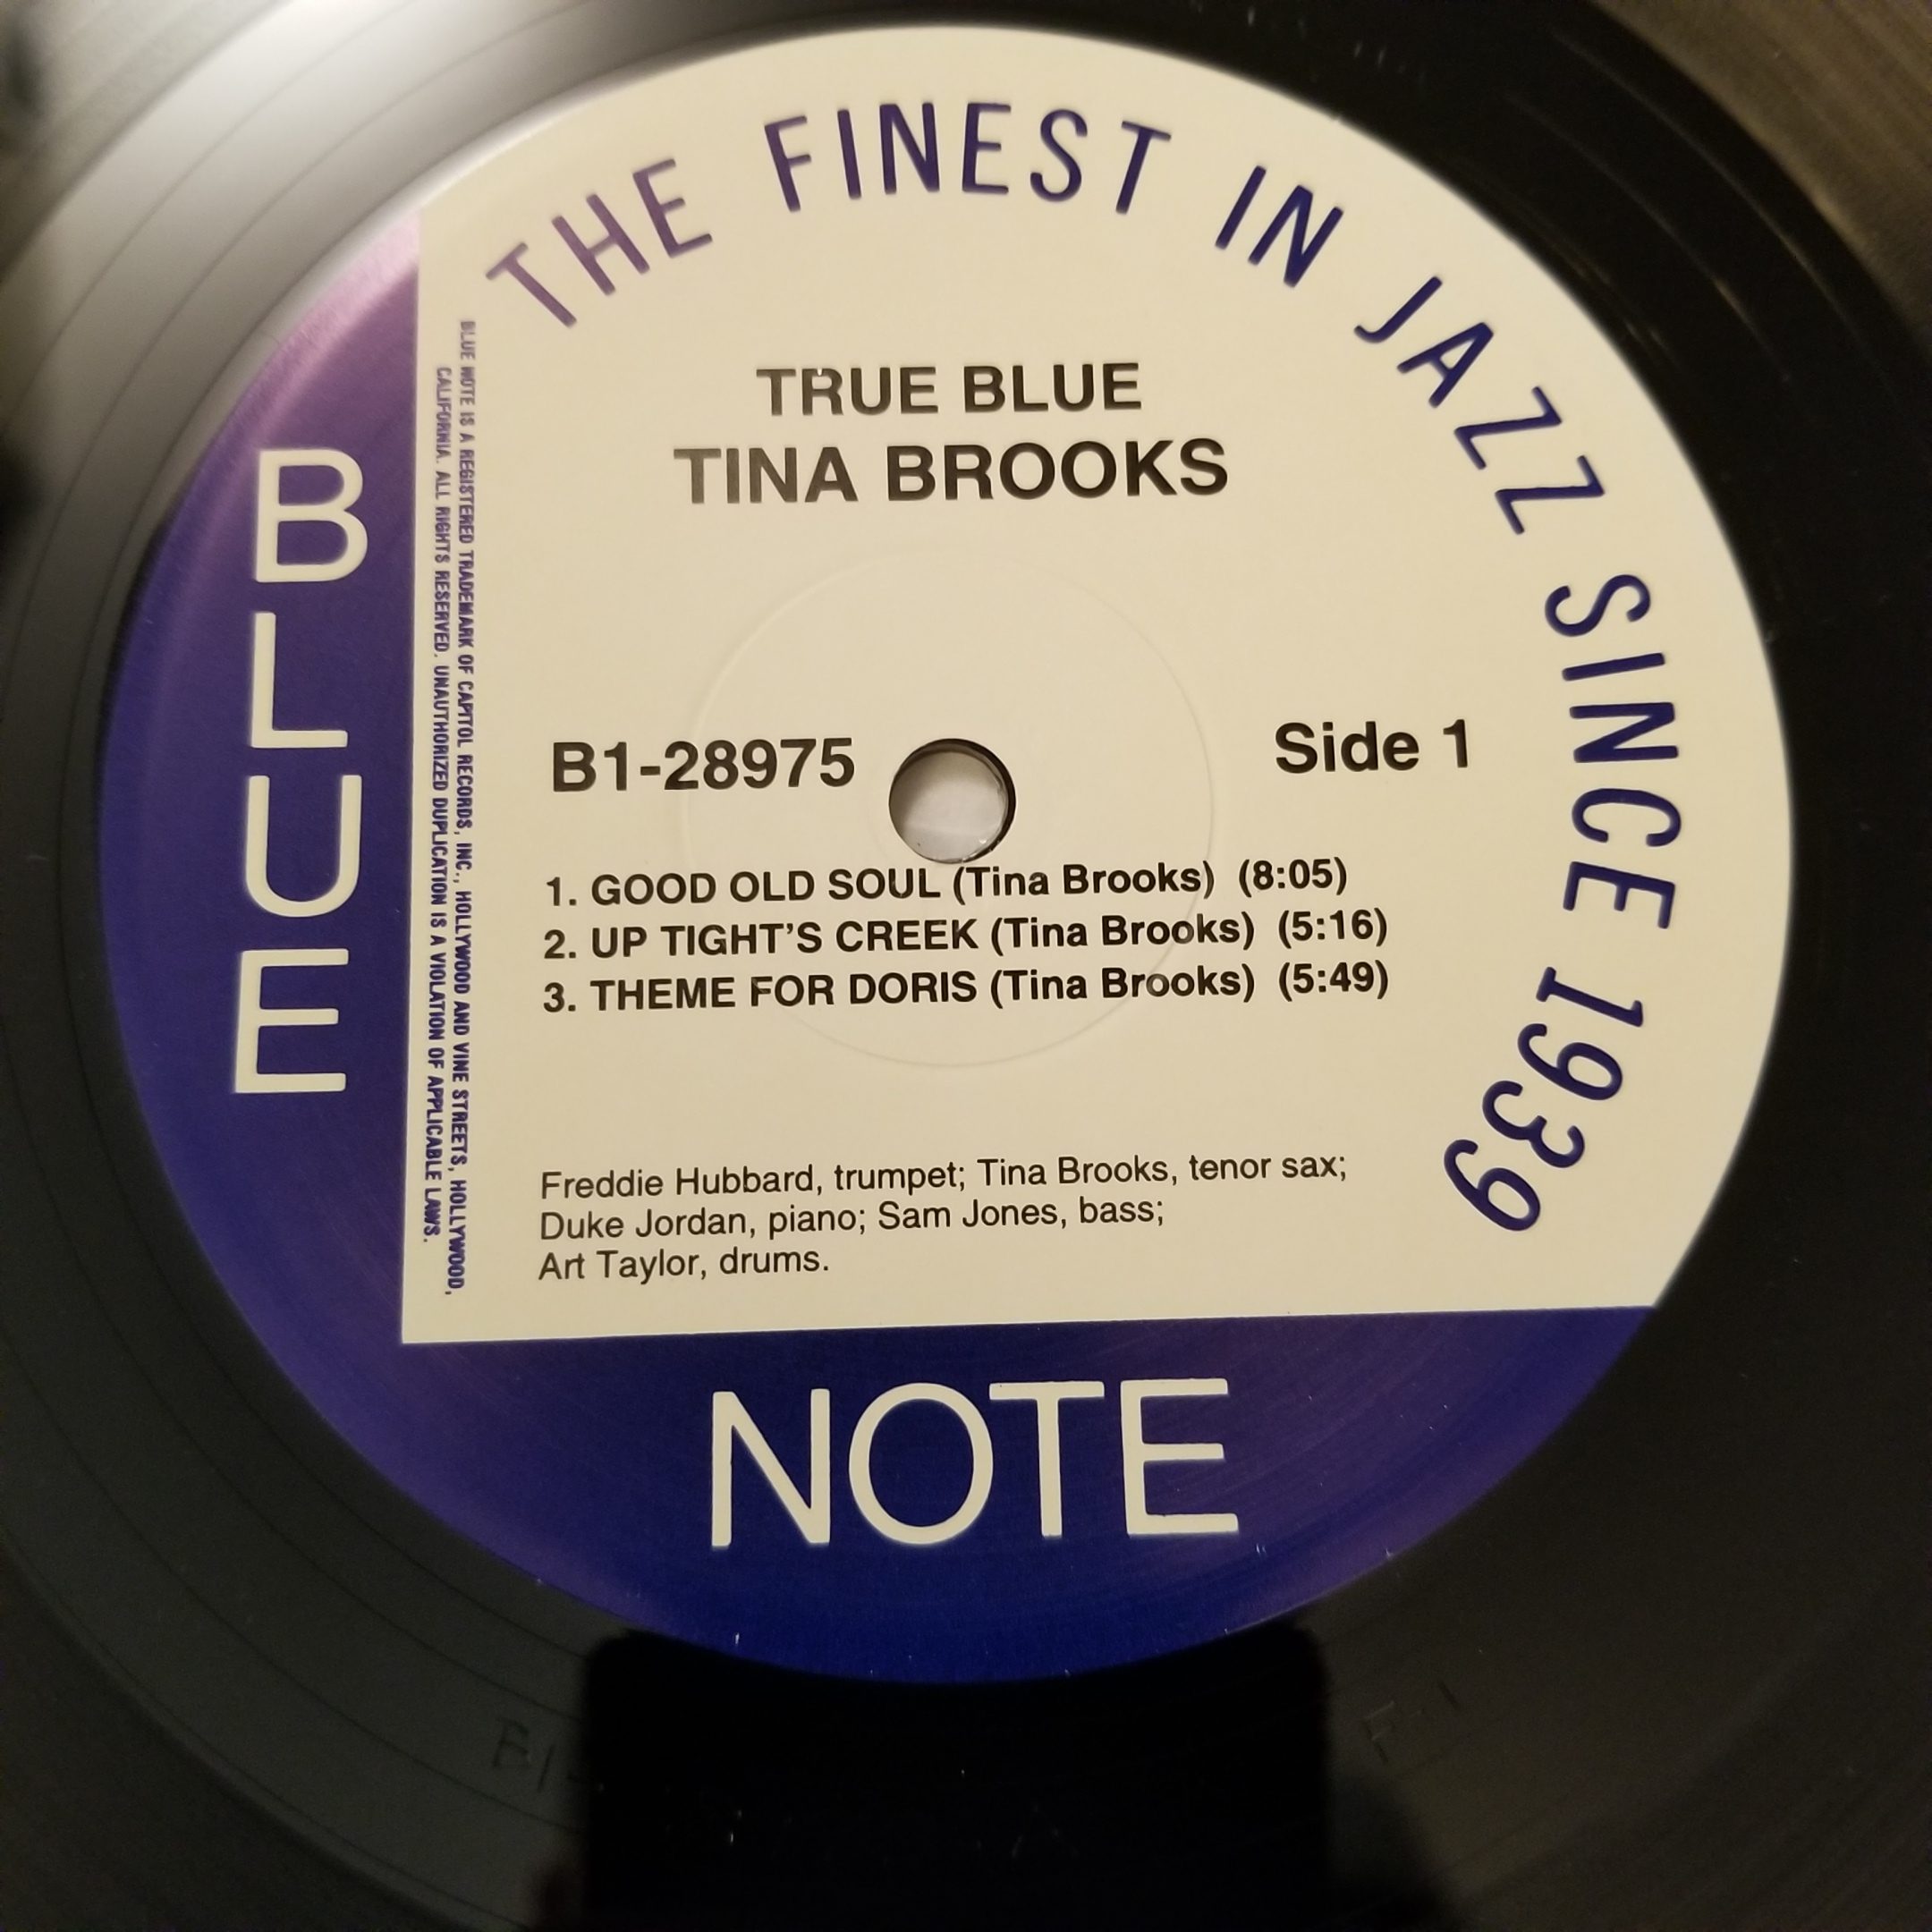 THE FINEST IN JAZZ SINCE 1939
TRUE BLUE
TINA BROOKS
B1-28975
Side 1
1. GOOD OLD SOUL (Tina Brooks) (8:05)
2. UP TIGHT'S CREEK (Tina Brooks) (5:16)
3. THEME FOR DORIS (Tina Brooks) (5:49)
Freddie Hubbard, trumpet; Tina Brooks, tenor sax;
Duke Jordan, piano; Sam Jones, bass;
Art Taylor, drums.
BLUE
NOTE
BLUE NOTE IS A REGISTERED TRADEMARK OF CAPITOL RECORDS, INC., HOLLYWOOD AND VINE STREETS, HOLLYWOOD,
CALIFORNIA. ALL RIGHTS RESERVED. UNAUTHORIZED DUPLICATION IS A VIOLATION OF APPLICABLE LAWS.